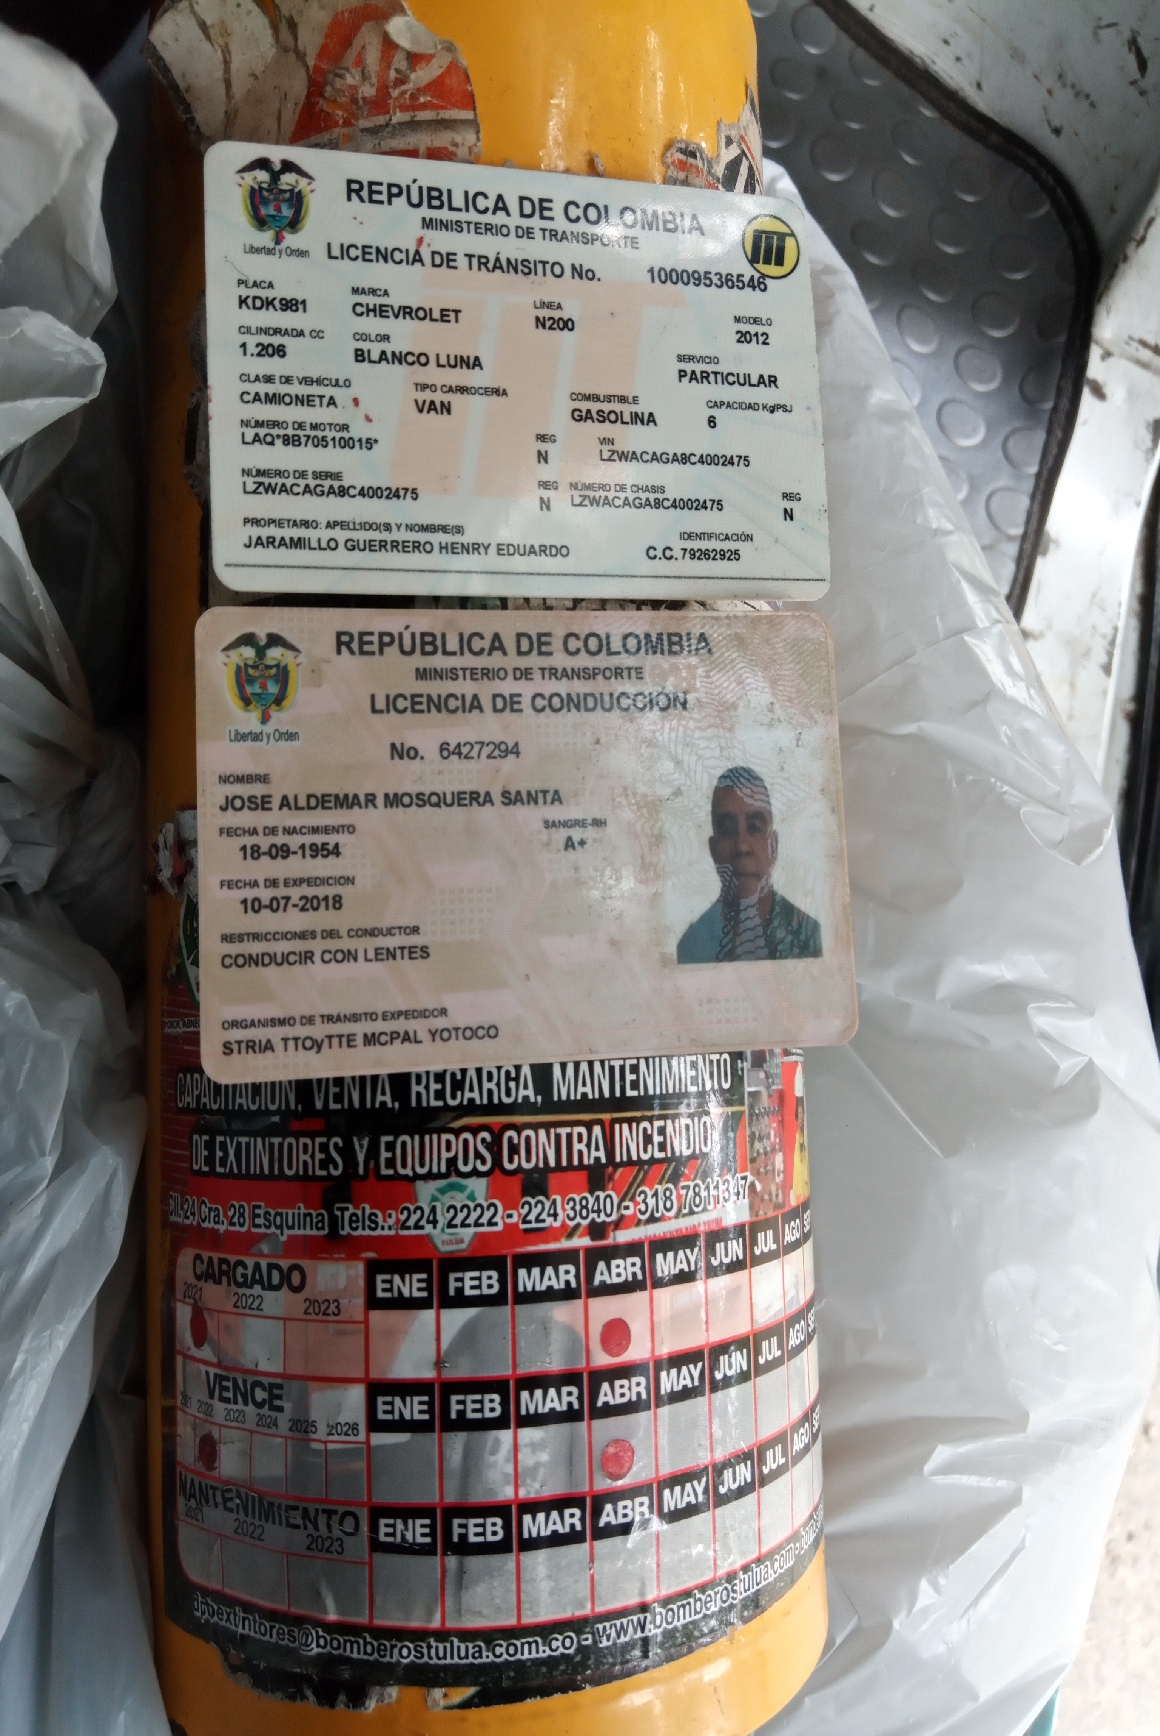 REPÚBLICA DE COLOMBIA
MINISTERIO DE TRANSPORTE
Libertad y Orden
LICENCIA DE TRÁNSITO No. 10009536546
PLACA MARCA LÍNEA MODELO
KDK981 CHEVROLET N200 2012
CILINDRADA CC COLOR SERVICIO
1.206 BLANCO LUNA PARTICULAR
CLASE DE VEHÍCULO TIPO CARROCERÍA COMBUSTIBLE CAPACIDAD Kg/PSJ
CAMIONETA VAN GASOLINA 6
NÚMERO DE MOTOR REG VIN
LAQ*8B70510015* N LZWACAGA8C4002475
NÚMERO DE SERIE REG NÚMERO DE CHASIS REG
LZWACAGA8C4002475 N LZWACAGA8C4002475 N
PROPIETARIO: APELLIDO(S) Y NOMBRE(S) IDENTIFICACIÓN
JARAMILLO GUERRERO HENRY EDUARDO C.C. 79262925
REPÚBLICA DE COLOMBIA
MINISTERIO DE TRANSPORTE
LICENCIA DE CONDUCCIÓN
Libertad y Orden
No. 6427294
NOMBRE
JOSE ALDEMAR MOSQUERA SANTA
FECHA DE NACIMIENTO SANGRE-RH
18-09-1954 A+
FECHA DE EXPEDICION
10-07-2018
RESTRICCIONES DEL CONDUCTOR
CONDUCIR CON LENTES
ORGANISMO DE TRÁNSITO EXPEDIDOR
STRIA TTOyTTE MCPAL YOTOCO
CAPACITACION, VENTA, RECARGA, MANTENIMIENTO
DE EXTINTORES Y EQUIPOS CONTRA INCENDIO
Cll. 24 Cra. 28 Esquina Tels.: 224 2222 - 224 3840 - 318 7811347
CARGADO ENE FEB MAR ABR MAY JUN JUL AGO
2021 2022 2023
VENCE ENE FEB MAR ABR MAY JÚN JUL AGO
2022 2023 2024 2025 2026
MANTENIMIENTO ENE FEB MAR ABR MAY JUN JUL AGO
2021 2022 2023
www.bomberostulua.com